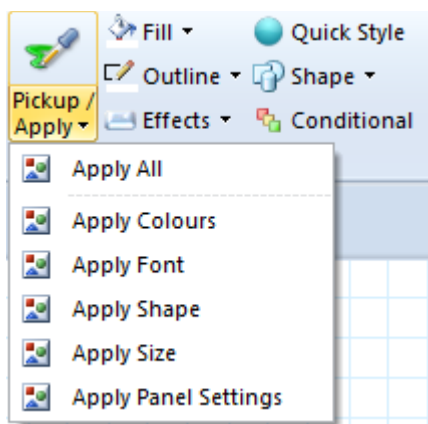 Fill
Quick Style
Outline
Shape
Pickup /
Apply
Effects
Conditional
Apply All
Apply Colours
Apply Font
Apply Shape
Apply Size
Apply Panel Settings